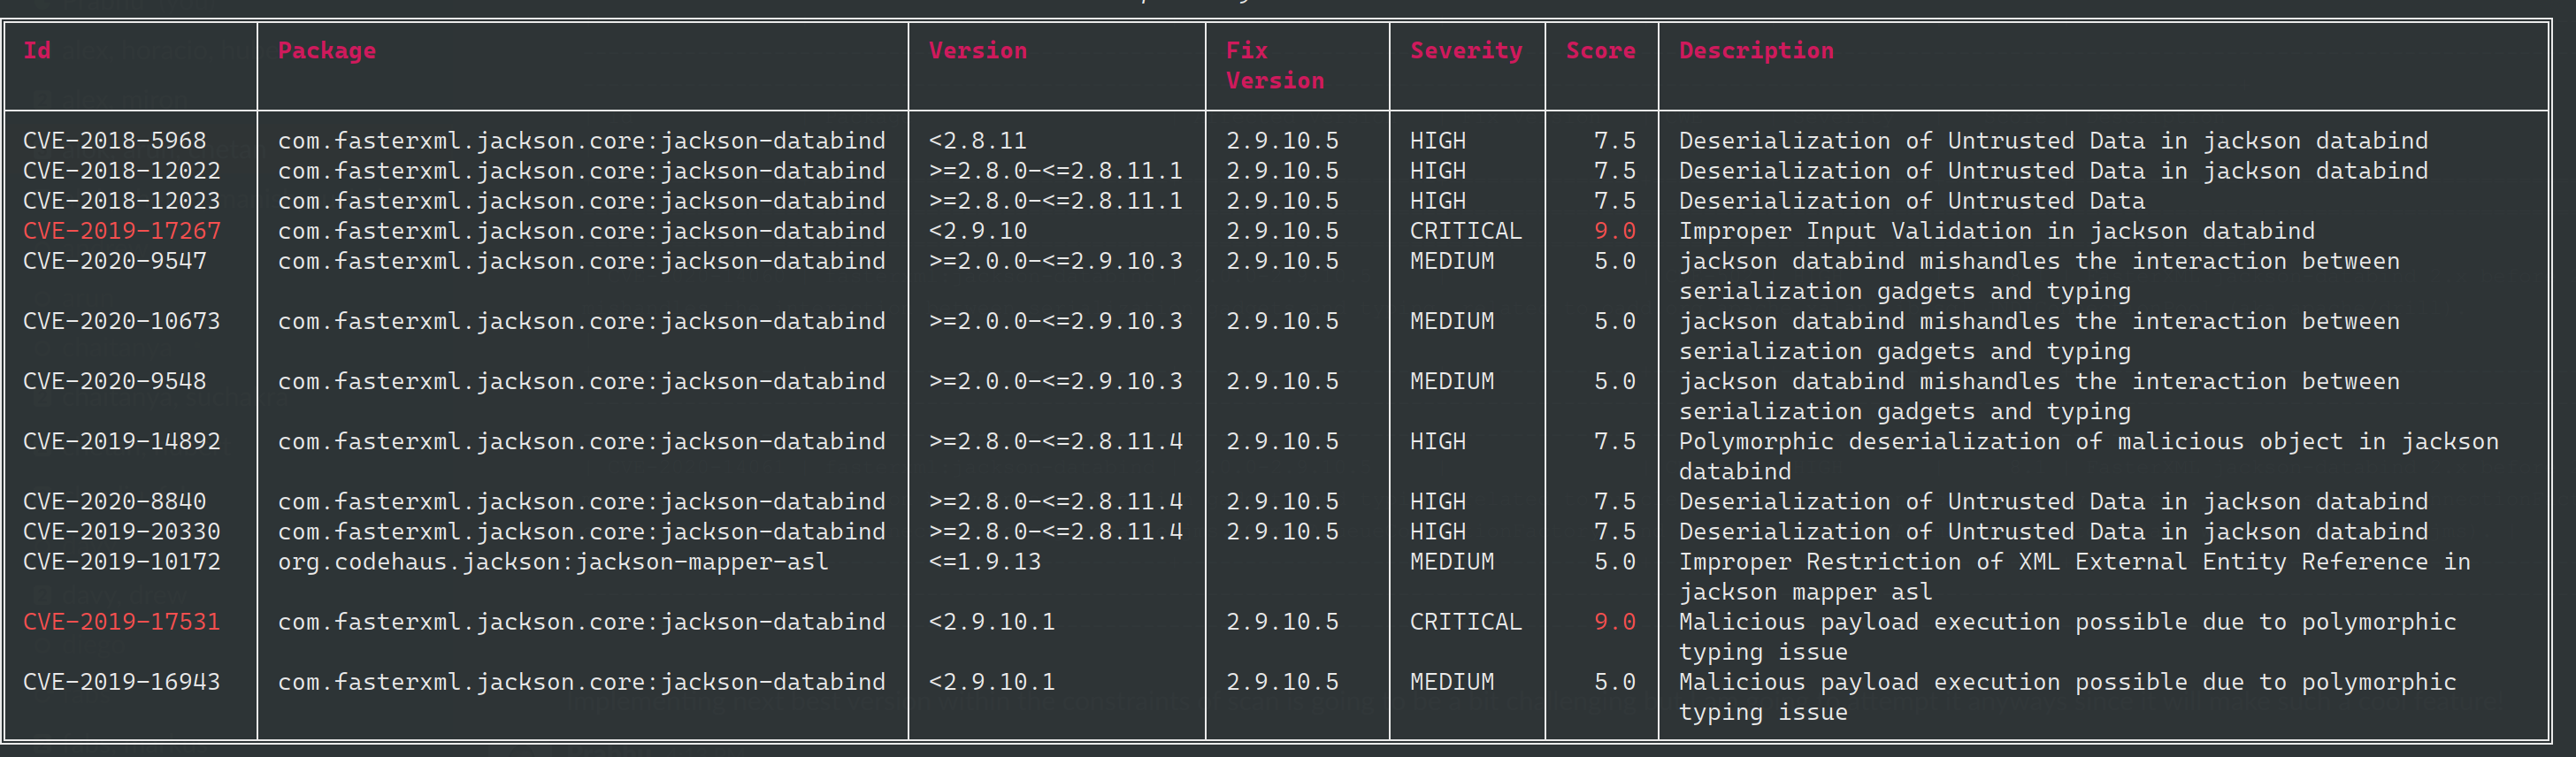 Id Package Version Fix Severity Score Description
Version
CVE-2018-5968 com.fasterxml.jackson.core:jackson-databind <2.8.11 2.9.10.5 HIGH 7.5 Deserialization of Untrusted Data in jackson databind
CVE-2018-12022 com.fasterxml.jackson.core:jackson-databind >=2.8.0-<=2.8.11.1 2.9.10.5 HIGH 7.5 Deserialization of Untrusted Data in jackson databind
CVE-2018-12023 com.fasterxml.jackson.core:jackson-databind >=2.8.0-<=2.8.11.1 2.9.10.5 HIGH 7.5 Deserialization of Untrusted Data
CVE-2019-17267 com.fasterxml.jackson.core:jackson-databind <2.9.10 2.9.10.5 CRITICAL 9.0 Improper Input Validation in jackson databind
CVE-2020-9547 com.fasterxml.jackson.core:jackson-databind >=2.0.0-<=2.9.10.3 2.9.10.5 MEDIUM 5.0 jackson databind mishandles the interaction between
serialization gadgets and typing
CVE-2020-10673 com.fasterxml.jackson.core:jackson-databind >=2.0.0-<=2.9.10.3 2.9.10.5 MEDIUM 5.0 jackson databind mishandles the interaction between
serialization gadgets and typing
CVE-2020-9548 com.fasterxml.jackson.core:jackson-databind >=2.0.0-<=2.9.10.3 2.9.10.5 MEDIUM 5.0 jackson databind mishandles the interaction between
serialization gadgets and typing
CVE-2019-14892 com.fasterxml.jackson.core:jackson-databind >=2.8.0-<=2.8.11.4 2.9.10.5 HIGH 7.5 Polymorphic deserialization of malicious object in jackson
databind
CVE-2020-8840 com.fasterxml.jackson.core:jackson-databind >=2.8.0-<=2.8.11.4 2.9.10.5 HIGH 7.5 Deserialization of Untrusted Data in jackson databind
CVE-2019-20330 com.fasterxml.jackson.core:jackson-databind >=2.8.0-<=2.8.11.4 2.9.10.5 HIGH 7.5 Deserialization of Untrusted Data in jackson databind
CVE-2019-10172 org.codehaus.jackson:jackson-mapper-asl <=1.9.13 MEDIUM 5.0 Improper Restriction of XML External Entity Reference in
jackson mapper asl
CVE-2019-17531 com.fasterxml.jackson.core:jackson-databind <2.9.10.1 2.9.10.5 CRITICAL 9.0 Malicious payload execution possible due to polymorphic
typing issue
CVE-2019-16943 com.fasterxml.jackson.core:jackson-databind <2.9.10.1 2.9.10.5 MEDIUM 5.0 Malicious payload execution possible due to polymorphic
typing issue